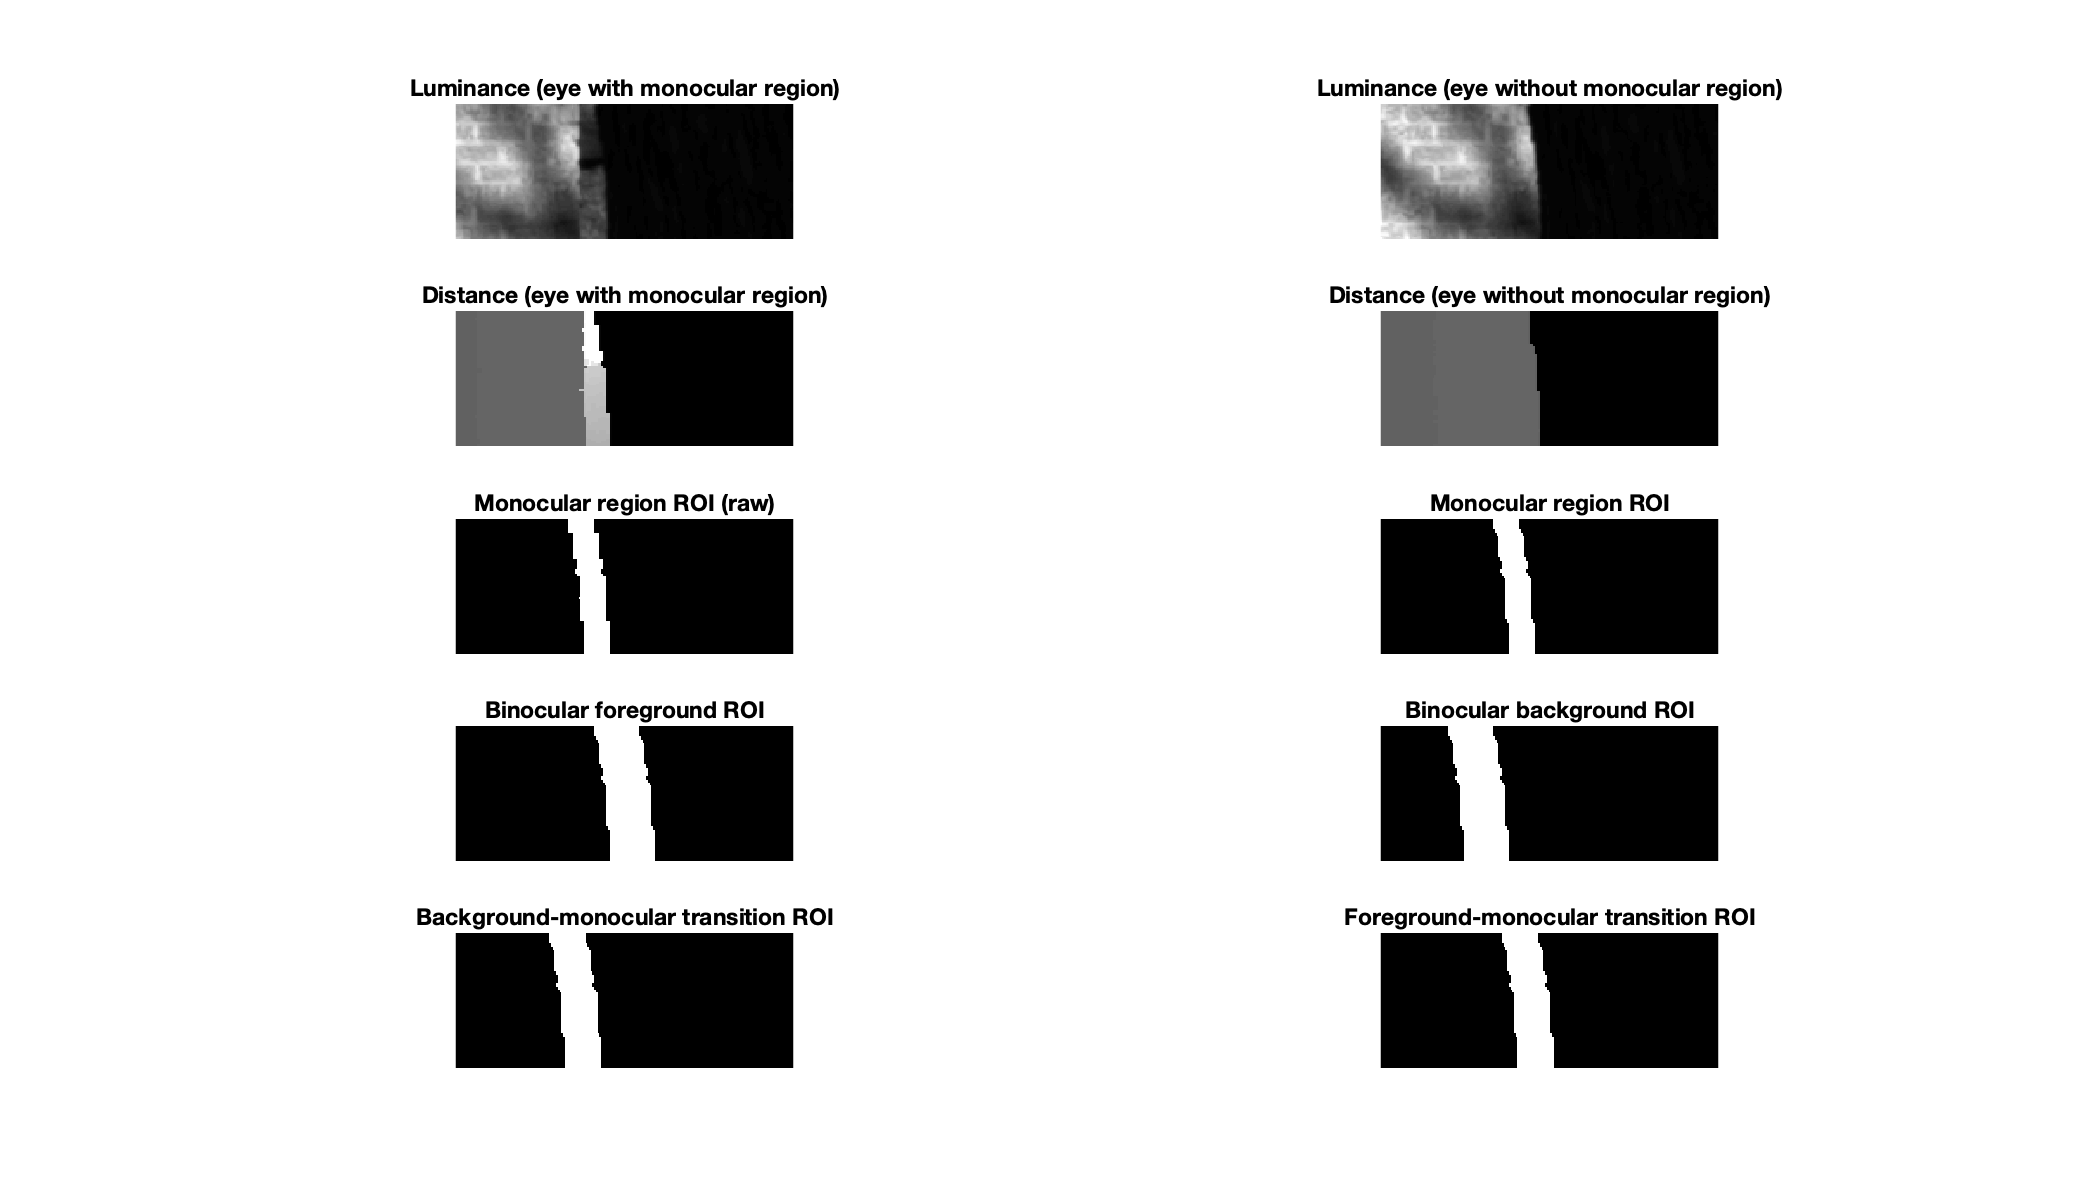 Luminance (eye with monocular region)
Luminance (eye without monocular region)
Distance (eye with monocular region)
Distance (eye without monocular region)
Monocular region ROI (raw)
Monocular region ROI
Binocular foreground ROI
Binocular background ROI
Background-monocular transition ROI
Foreground-monocular transition ROI